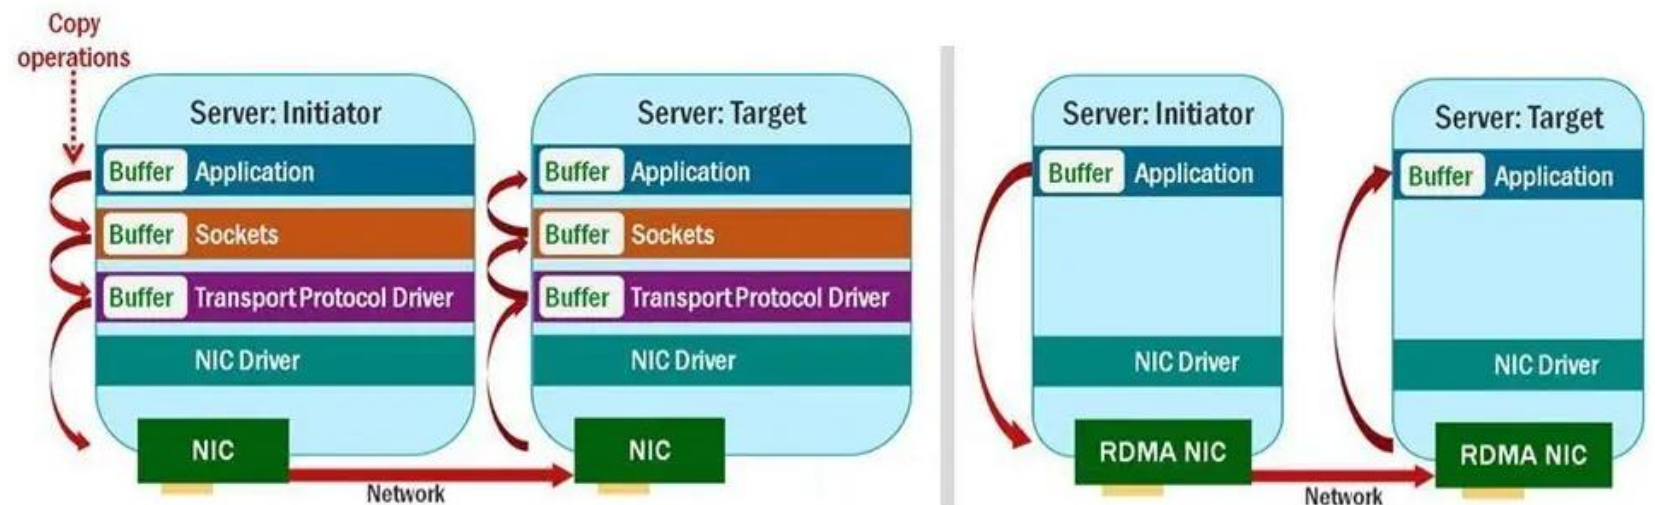 Copy
operations
Server: Initiator
Buffer Application
Buffer Sockets
Buffer Transport Protocol Driver
NIC Driver
NIC
Network
Server: Target
Buffer Application
Buffer Sockets
Buffer Transport Protocol Driver
NIC Driver
NIC
Server: Initiator
Buffer Application
NIC Driver
RDMA NIC
Network
Server: Target
Buffer Application
NIC Driver
RDMA NIC